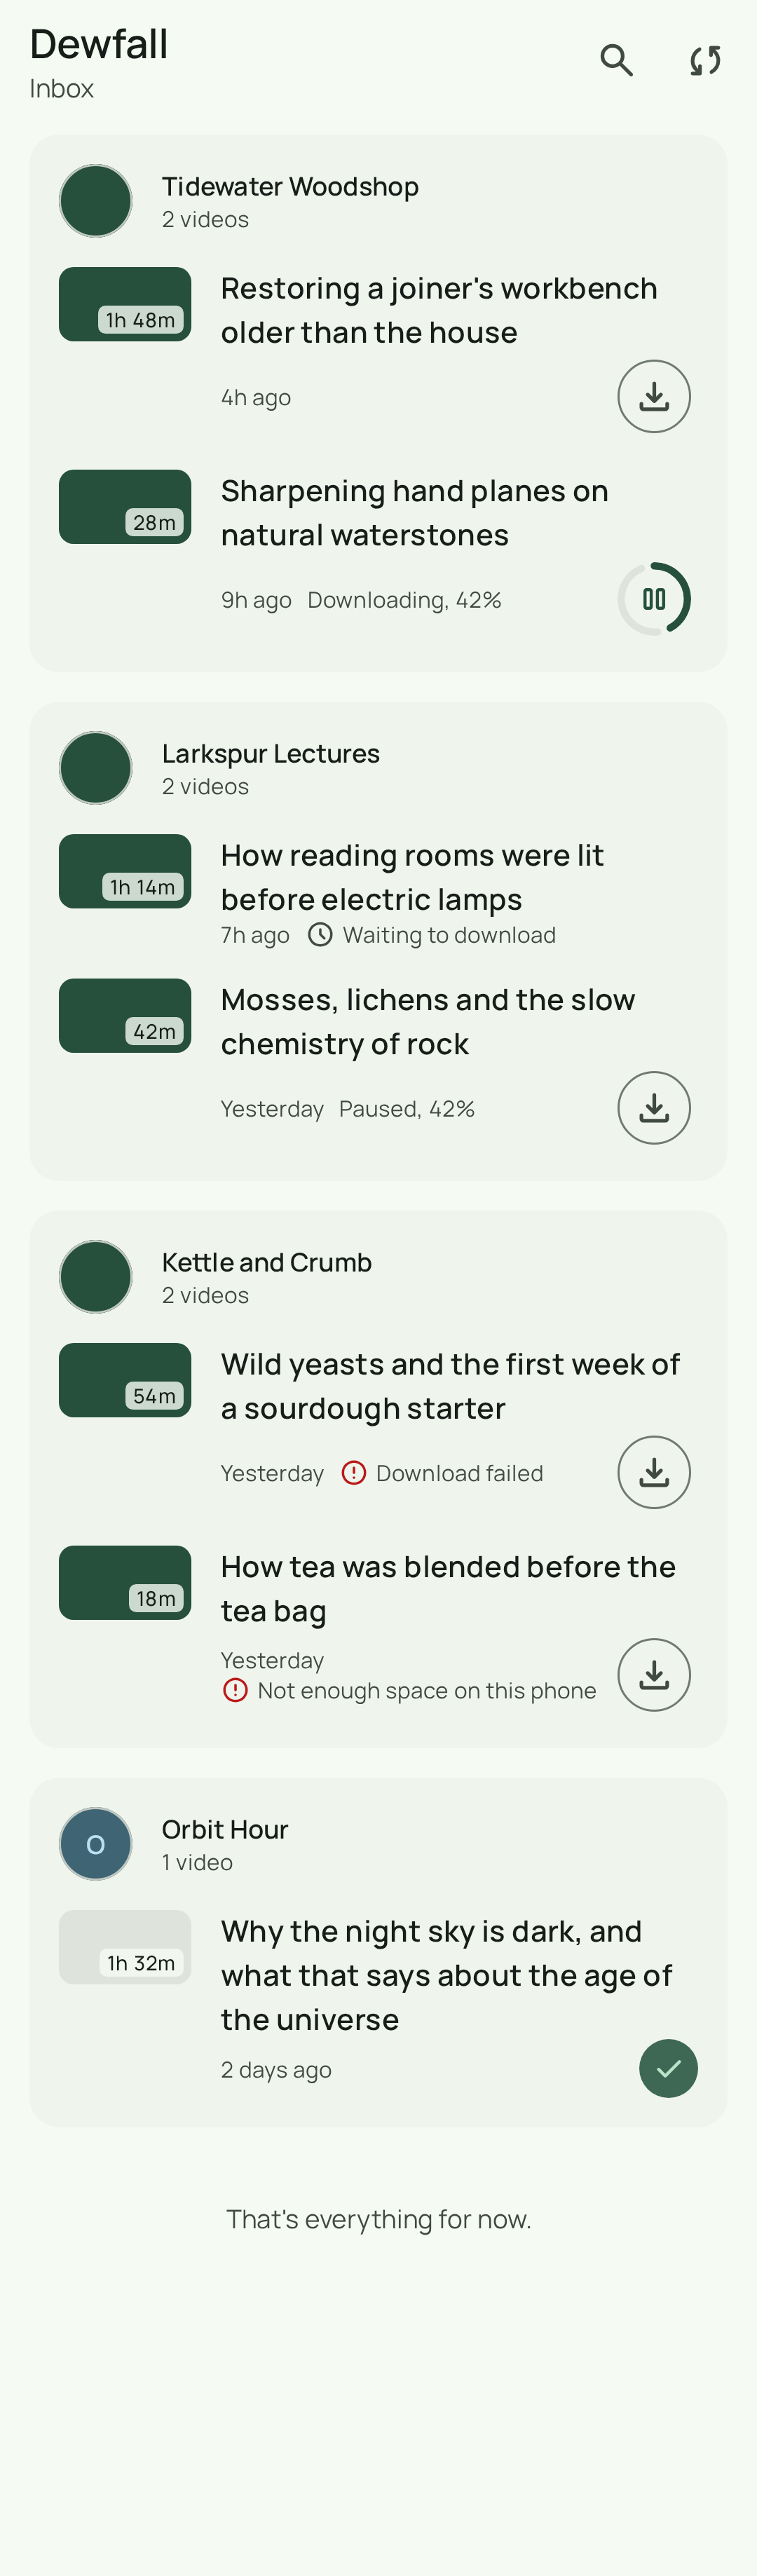 Dewfall
Inbox
Tidewater Woodshop
2 videos
1h 48m
Restoring a joiner's workbench
older than the house
4h ago
28m
Sharpening hand planes on
natural waterstones
9h ago Downloading, 42%
Larkspur Lectures
2 videos
1h 14m
How reading rooms were lit
before electric lamps
7h ago Waiting to download
42m
Mosses, lichens and the slow
chemistry of rock
Yesterday Paused, 42%
Kettle and Crumb
2 videos
54m
Wild yeasts and the first week of
a sourdough starter
Yesterday Download failed
18m
How tea was blended before the
tea bag
Yesterday
Not enough space on this phone
O
Orbit Hour
1 video
1h 32m
Why the night sky is dark, and
what that says about the age of
the universe
2 days ago
That's everything for now.